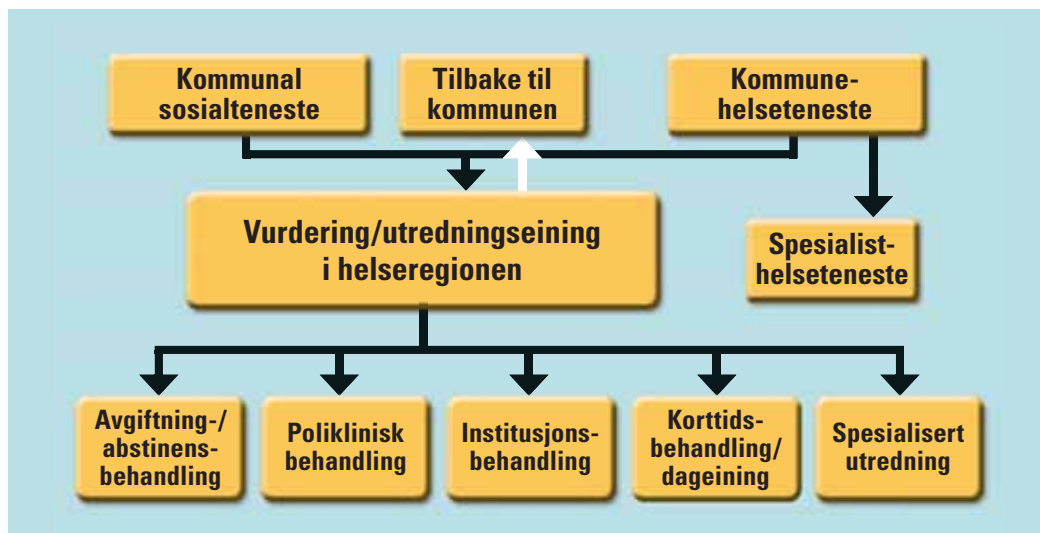 Kommunal
sosialteneste
Tilbake til
kommunen
Kommune-
helseteneste
Vurdering/utredningseining
i helseregionen
Spesialist-
helseteneste
Avgiftning-/
abstinens-
behandling
Poliklinisk
behandling
Institusjons-
behandling
Korttids-
behandling/
dageining
Spesialisert
utredning